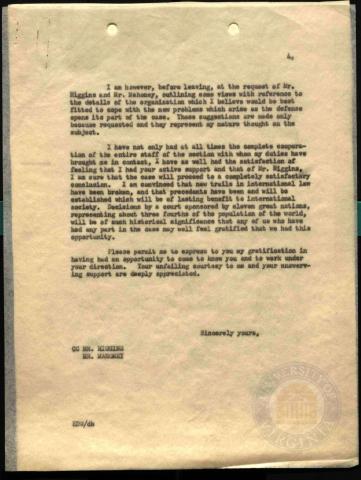 4.
I am however, before leaving, at the request of Mr.
Higgins and Mr. Mahoney, outlining some views with reference to
the details of the organization which I believe would be best
fitted to cope with the new problems which arise as the defense
opens its part of the case. These suggestions are made only
because requested and they represent my mature thought on the
subject.
I have not only had at all times the complete coopera-
tion of the entire staff of the section with whom my duties have
brought me in contact, I have as well had the satisfaction of
feeling that I had your active support and that of Mr. Higgins.
I am sure that the case will proceed to a completely satisfactory
conclusion. I am convinced that new trails in international law
have been broken, and that precedents have been and will be
established which will be of lasting benefit to international
society. Decisions by a court sponsored by eleven great nations,
representing about three fourths of the population of the world,
will be of such historical significance that any of us who have
had any part in the case may well feel gratified that we had this
opportunity.
Please permit me to express to you my gratification in
having had an opportunity to come to know you and to work under
your direction. Your unfailing courtesy to me and your unswerv-
ing support are deeply appreciated.
Sincerely yours,
CC MR. HIGGINS
MR. MAHONEY
/dh
UNIVERSITY OF
VIRGINIA